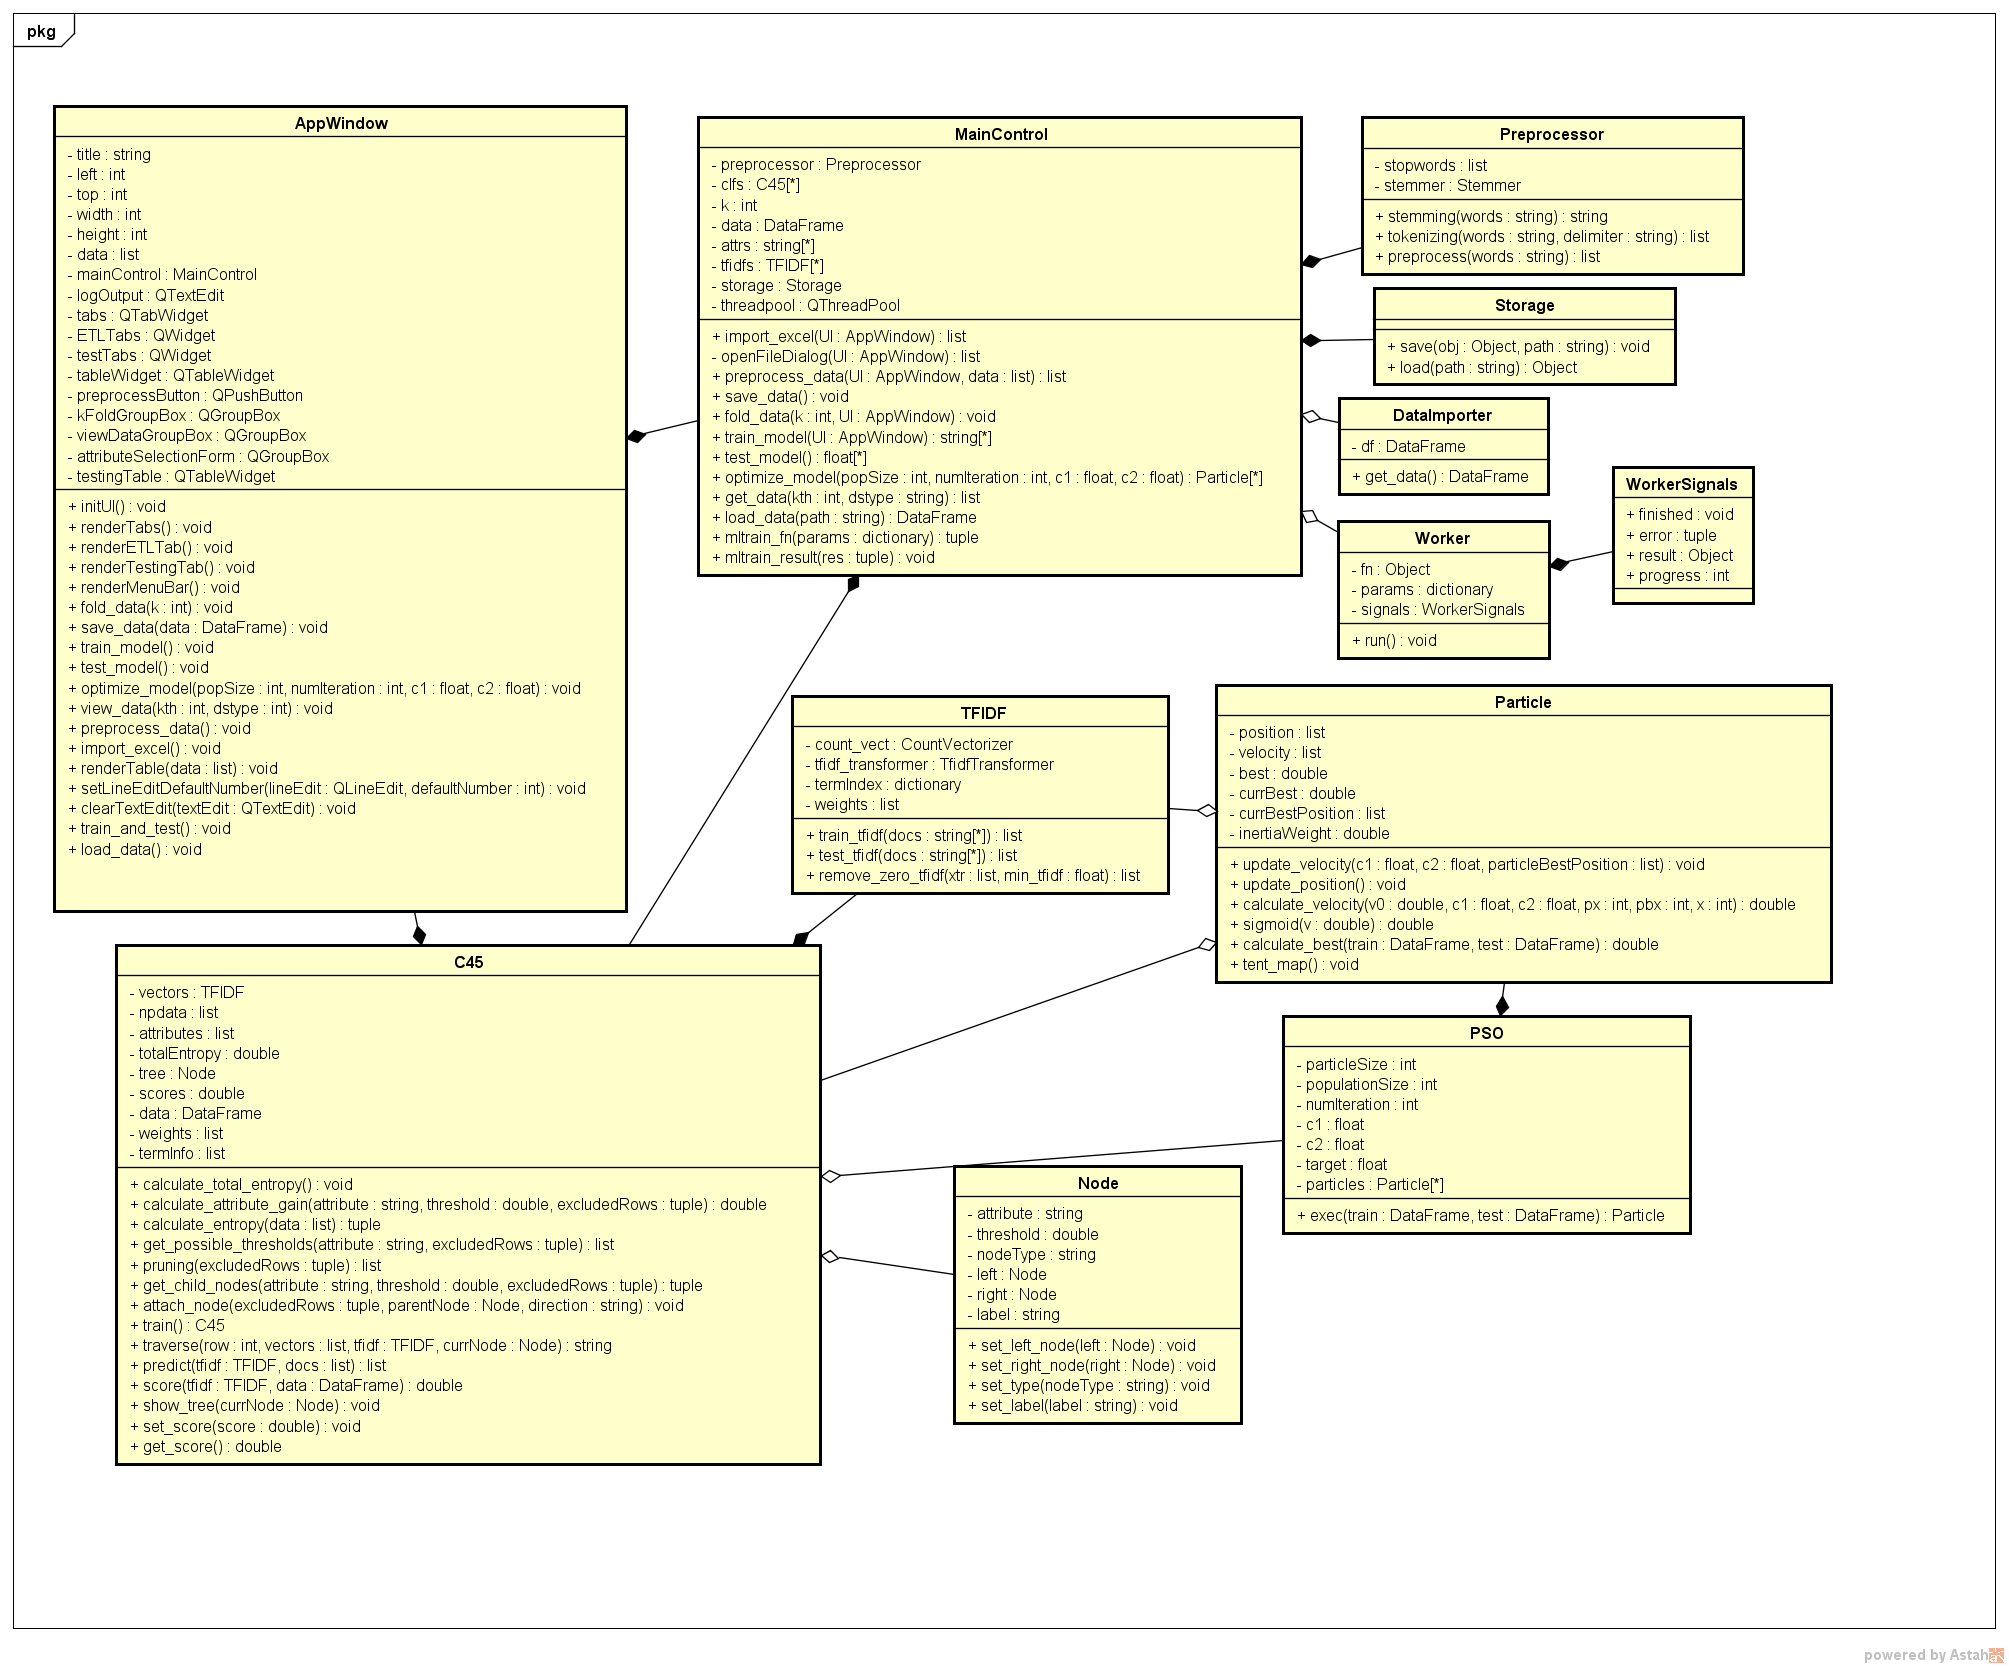 pkg
AppWindow
- title : string
- left : int
- top : int
- width : int
- height : int
- data : list
- mainControl : MainControl
- logOutput : QTextEdit
- tabs : QTabWidget
- ETLTabs : QWidget
- testTabs : QWidget
- tableWidget : QTableWidget
- preprocessButton : QPushButton
- kFoldGroupBox : QGroupBox
- viewDataGroupBox : QGroupBox
- attributeSelectionForm : QGroupBox
- testingTable : QTableWidget
+ initUI() : void
+ renderTabs() : void
+ renderETLTab() : void
+ renderTestingTab() : void
+ renderMenuBar() : void
+ fold_data(k : int) : void
+ save_data(data : DataFrame) : void
+ train_model() : void
+ test_model() : void
+ optimize_model(popSize : int, numIteration : int, c1 : float, c2 : float) : void
+ view_data(kth : int, dstype : int) : void
+ preprocess_data() : void
+ import_excel() : void
+ renderTable(data : list) : void
+ setLineEditDefaultNumber(lineEdit : QLineEdit, defaultNumber : int) : void
+ clearTextEdit(textEdit : QTextEdit) : void
+ train_and_test() : void
+ load_data() : void
MainControl
- preprocessor : Preprocessor
- clfs : C45[*]
- k : int
- data : DataFrame
- attrs : string[*]
- tfidfs : TFIDF[*]
- storage : Storage
- threadpool : QThreadPool
+ import_excel(UI : AppWindow) : list
- openFileDialog(UI : AppWindow) : list
+ preprocess_data(UI : AppWindow, data : list) : list
+ save_data() : void
+ fold_data(k : int, UI : AppWindow) : void
+ train_model(UI : AppWindow) : string[*]
+ test_model() : float[*]
+ optimize_model(popSize : int, numIteration : int, c1 : float, c2 : float) : Particle[*]
+ get_data(kth : int, dstype : string) : list
+ load_data(path : string) : DataFrame
+ mltrain_fn(params : dictionary) : tuple
+ mltrain_result(res : tuple) : void
Preprocessor
- stopwords : list
- stemmer : Stemmer
+ stemming(words : string) : string
+ tokenizing(words : string, delimiter : string) : list
+ preprocess(words : string) : list
Storage
+ save(obj : Object, path : string) : void
+ load(path : string) : Object
DataImporter
- df : DataFrame
+ get_data() : DataFrame
WorkerSignals
+ finished : void
+ error : tuple
+ result : Object
+ progress : int
Worker
- fn : Object
- params : dictionary
- signals : WorkerSignals
+ run() : void
TFIDF
- count_vect : CountVectorizer
- tfidf_transformer : TfidfTransformer
- termIndex : dictionary
- weights : list
+ train_tfidf(docs : string[*]) : list
+ test_tfidf(docs : string[*]) : list
+ remove_zero_tfidf(xtr : list, min_tfidf : float) : list
Particle
- position : list
- velocity : list
- best : double
- currBest : double
- currBestPosition : list
- inertiaWeight : double
+ update_velocity(c1 : float, c2 : float, particleBestPosition : list) : void
+ update_position() : void
+ calculate_velocity(v0 : double, c1 : float, c2 : float, px : int, pbx : int, x : int) : double
+ sigmoid(v : double) : double
+ calculate_best(train : DataFrame, test : DataFrame) : double
+ tent_map() : void
C45
- vectors : TFIDF
- npdata : list
- attributes : list
- totalEntropy : double
- tree : Node
- scores : double
- data : DataFrame
- weights : list
- termInfo : list
+ calculate_total_entropy() : void
+ calculate_attribute_gain(attribute : string, threshold : double, excludedRows : tuple) : double
+ calculate_entropy(data : list) : tuple
+ get_possible_thresholds(attribute : string, excludedRows : tuple) : list
+ pruning(excludedRows : tuple) : list
+ get_child_nodes(attribute : string, threshold : double, excludedRows : tuple) : tuple
+ attach_node(excludedRows : tuple, parentNode : Node, direction : string) : void
+ train() : C45
+ traverse(row : int, vectors : list, tfidf : TFIDF, currNode : Node) : string
+ predict(tfidf : TFIDF, docs : list) : list
+ score(tfidf : TFIDF, data : DataFrame) : double
+ show_tree(currNode : Node) : void
+ set_score(score : double) : void
+ get_score() : double
PSO
- particleSize : int
- populationSize : int
- numIteration : int
- c1 : float
- c2 : float
- target : float
- particles : Particle[*]
+ exec(train : DataFrame, test : DataFrame) : Particle
Node
- attribute : string
- threshold : double
- nodeType : string
- left : Node
- right : Node
- label : string
+ set_left_node(left : Node) : void
+ set_right_node(right : Node) : void
+ set_type(nodeType : string) : void
+ set_label(label : string) : void
powered by Astah